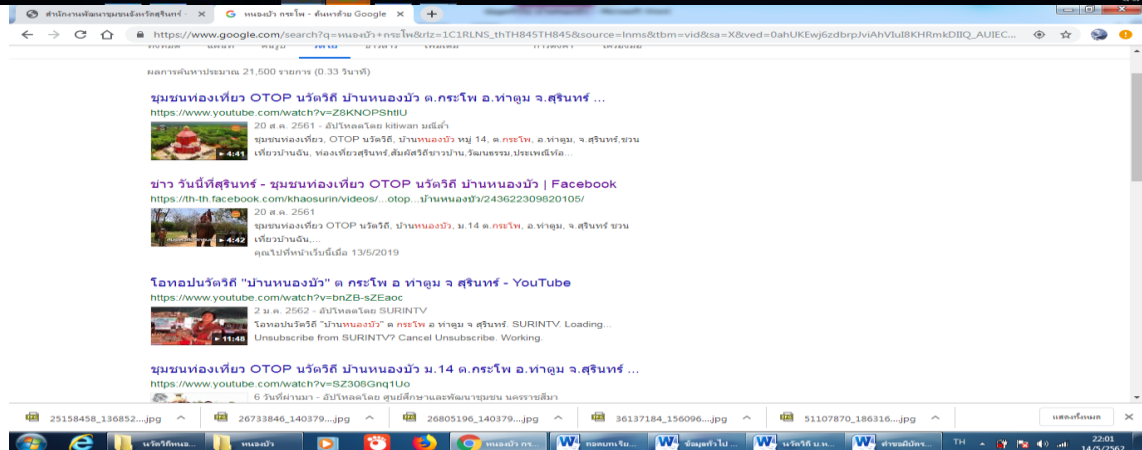 สำนักงานพัฒนาชุมชนจังหวัดสุรินทร์ -
หนองบัว กระโพ - ค้นหาด้วย Google
https://www.google.com/search?q=หนองบัว+กระโพ&rlz=1C1RLNS_thTH845TH845&source=lnms&tbm=vid&sa=X&ved=0ahUKEwj6zdbrpJviAhVIuI8KHRmkDIIQ_AUIEC...
ผลการค้นหาประมาณ 21,500 รายการ (0.33 วินาที)
ชุมชนท่องเที่ยว OTOP นวัตวิถี บ้านหนองบัว ต.กระโพ อ.ท่าตูม จ.สุรินทร์ ...
https://www.youtube.com/watch?v=Z8KNOPShtIU
20 ส.ค. 2561 - อัปโหลดโดย kitiwan มณีล้ำ
ชุมชนท่องเที่ยว, OTOP นวัตวิถี, บ้านหนองบัว หมู่ 14, ต.กระโพ, อ.ท่าตูม, จ.สุรินทร์,ชวน
4:41
เที่ยวบ้านฉัน, ท่องเที่ยวสุรินทร์,สัมผัสวิถีชาวบ้าน,วัฒนธรรม,ประเพณีท้อ...
ข่าว วันนี้ที่สุรินทร์ - ชุมชนท่องเที่ยว OTOP นวัตวิถี บ้านหนองบัว | Facebook
https://th-th.facebook.com/khaosurin/videos/...otop...บ้านหนองบัว/243622309820105/
20 ส.ค. 2561
ชุมชนท่องเที่ยว OTOP นวัตวิถี, บ้านหนองบัว, ม.14 ต.กระโพ, อ.ท่าตูม, จ.สุรินทร์ ชวน
4:42
เที่ยวบ้านฉัน,...
คุณไปที่หน้าเว็บนี้เมื่อ 13/5/2019
โอทอปนวัตวิถี "บ้านหนองบัว" ต กระโพ อ ท่าตูม จ สุรินทร์ - YouTube
https://www.youtube.com/watch?v=bnZB-sZEaoc
2 ม.ค. 2562 - อัปโหลดโดย SURINTV
โอทอปนวัตวิถี "บ้านหนองบัว" ต กระโพ อ ท่าตูม จ สุรินทร์. SURINTV. Loading...
11:48
Unsubscribe from SURINTV? Cancel Unsubscribe. Working.
ชุมชนท่องเที่ยว OTOP นวัตวิถี บ้านหนองบัว ม.14 ต.กระโพ อ.ท่าตูม จ.สุรินทร์ ...
https://www.youtube.com/watch?v=SZ308Gnq1Uo
6 วันที่ผ่านมา - อัปโหลดโดย ศูนย์ศึกษาและพัฒนาชุมชน นครราชสีมา
25158458_136852....jpg
26733846_140379....jpg
26805196_140379....jpg
36137184_156096....jpg
51107870_186316....jpg
แสดงทั้งหมด
นวัตวิถีหนอ...
หนองบัว
หนองบัว กร...
ข้อมูลทั่วไป ...
นวัตวิถี บ.ห...
TH
22:01
14/5/2562